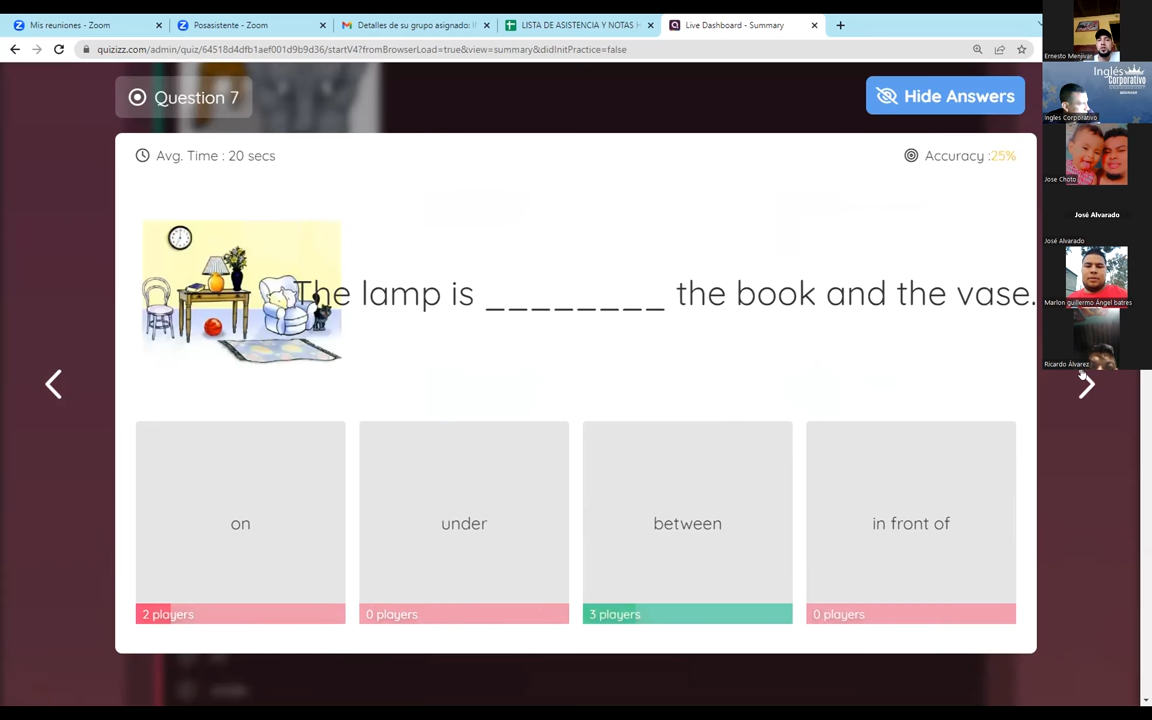 Mis reuniones - Zoom
Posasistente - Zoom
Detalles de su grupo asignado: I
LISTA DE ASISTENCIA Y NOTAS
Live Dashboard - Summary
quizizz.com/admin/quiz/64518d4dfb1aef001d9b9d36/startV4?fromBrowserLoad=true&view=summary&didInitPractice=false
Question 7
Hide Answers
Avg. Time : 20 secs
Accuracy :25%
The lamp is _ _ _ _ _ _ _ _ the book and the vase.
on
under
between
in front of
2 players
0 players
3 players
0 players
Ernesto Menjivar
Inglés
Corporativo
Ingles Corporativo
Jose Choto
José Alvarado
José Alvarado
Marlon guillermo Ángel batres
Ricardo Álvarez